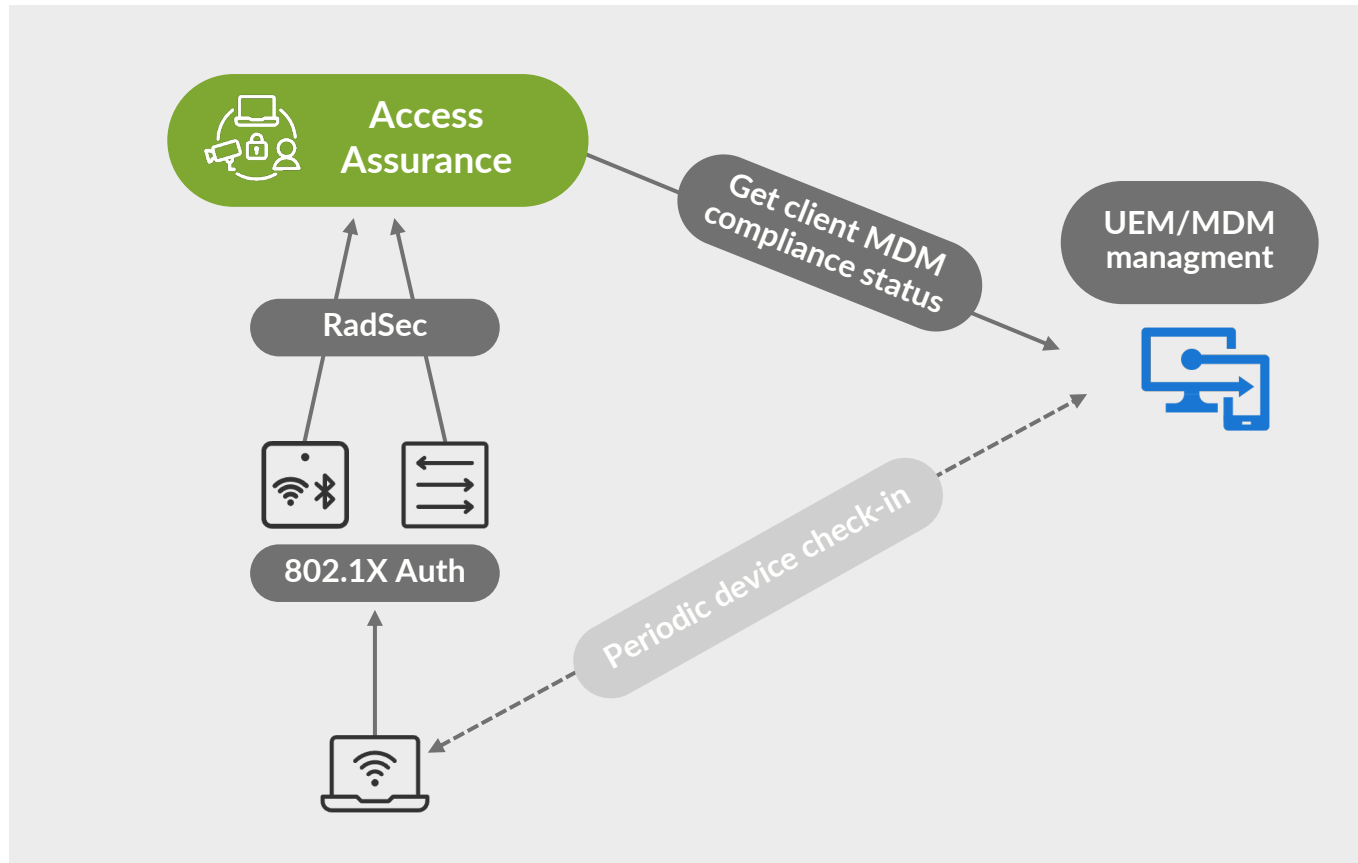 Access
Assurance
Get client MDM
compliance status
UEM/MDM
managment
RadSec
802.1X Auth
Periodic device check-in